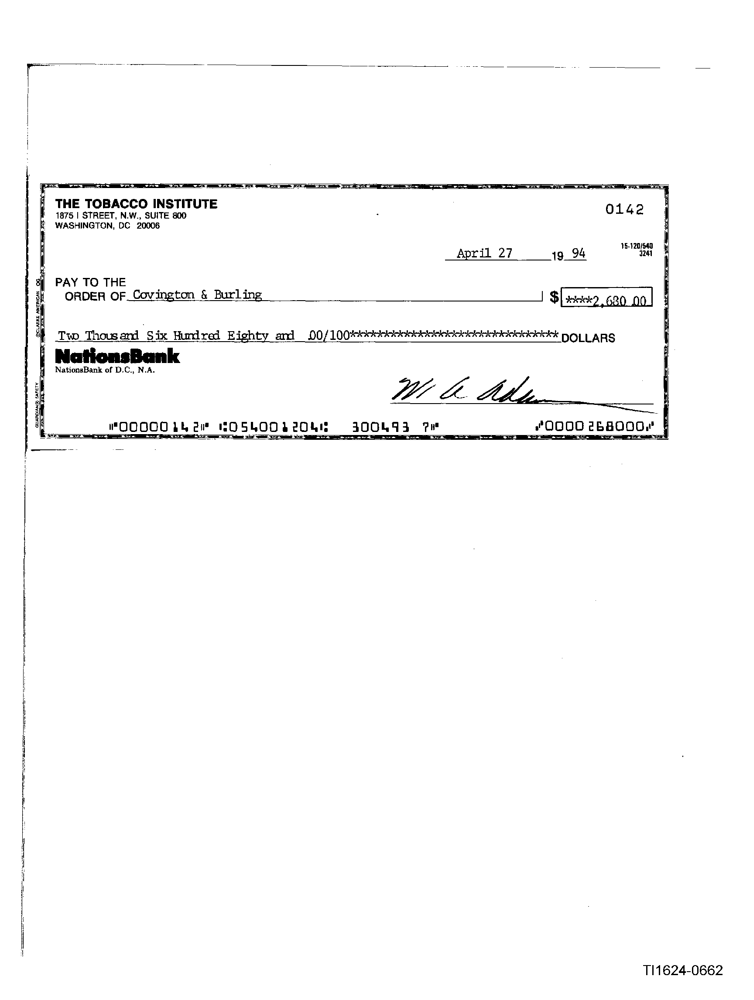 THE TOBACCO INSTITUTE
1875 I STREET, N.W., SUITE 800
WASHINGTON, DC 20006
0142
April 27 19 94
15-120/540
3241
PAY TO THE
ORDER OF Covington & Burling $ ****2,680 00
Two Thousand Six Hundred Eighty and 00/100******************************** DOLLARS
NationsBank
NationsBank of D.C., N.A.
⑈00000142⑈ ⑆054001204⑆ 300493 7⑈ ⑇0000268000⑇
TI1624-0662